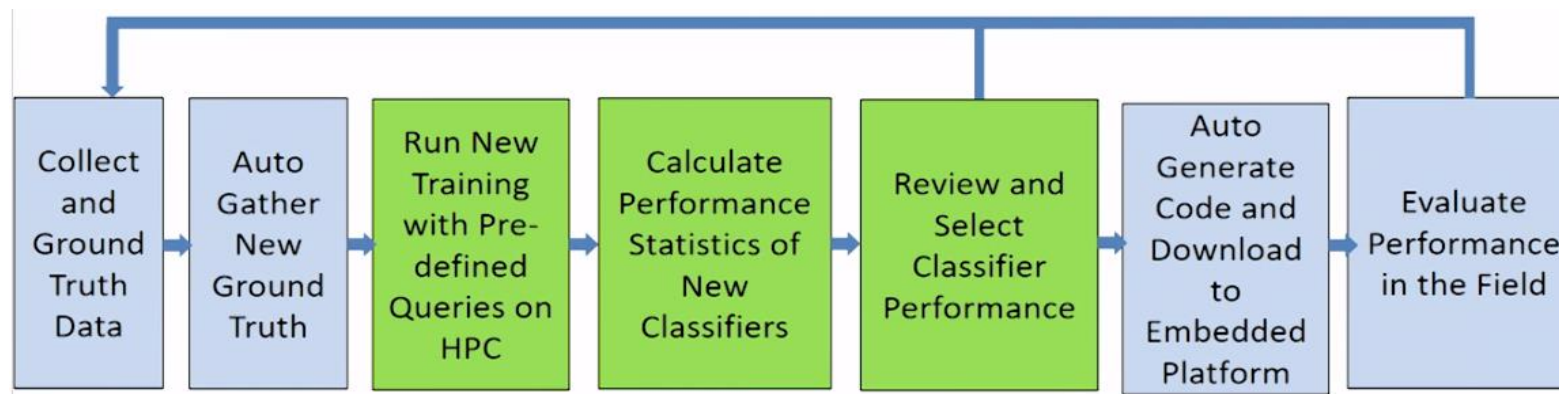 Collect
and
Ground
Truth
Data
Auto
Gather
New
Ground
Truth
Run New
Training
with Pre-
defined
Queries on
HPC
Calculate
Performance
Statistics of
New
Classifiers
Review and
Select
Classifier
Performance
Auto
Generate
Code and
Download
to
Embedded
Platform
Evaluate
Performance
in the Field